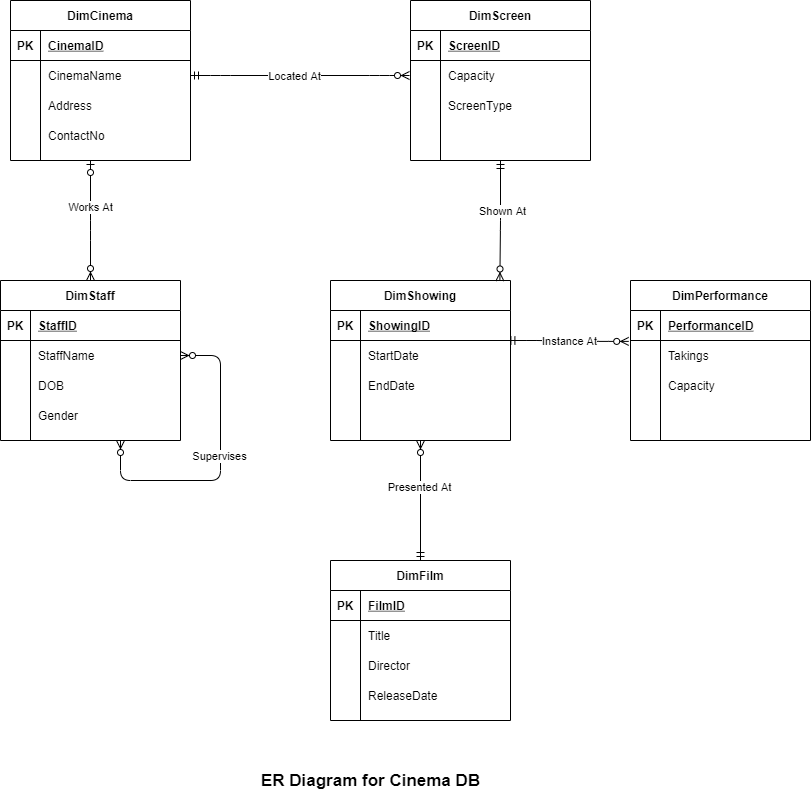 DimCinema
PK CinemaID
CinemaName
Address
ContactNo
Located At
DimScreen
PK ScreenID
Capacity
ScreenType
Works At
Shown At
DimStaff
PK StaffID
StaffName
DOB
Gender
Supervises
DimShowing
PK ShowingID
StartDate
EndDate
Instance At
DimPerformance
PK PerformanceID
Takings
Capacity
Presented At
DimFilm
PK FilmID
Title
Director
ReleaseDate
ER Diagram for Cinema DB